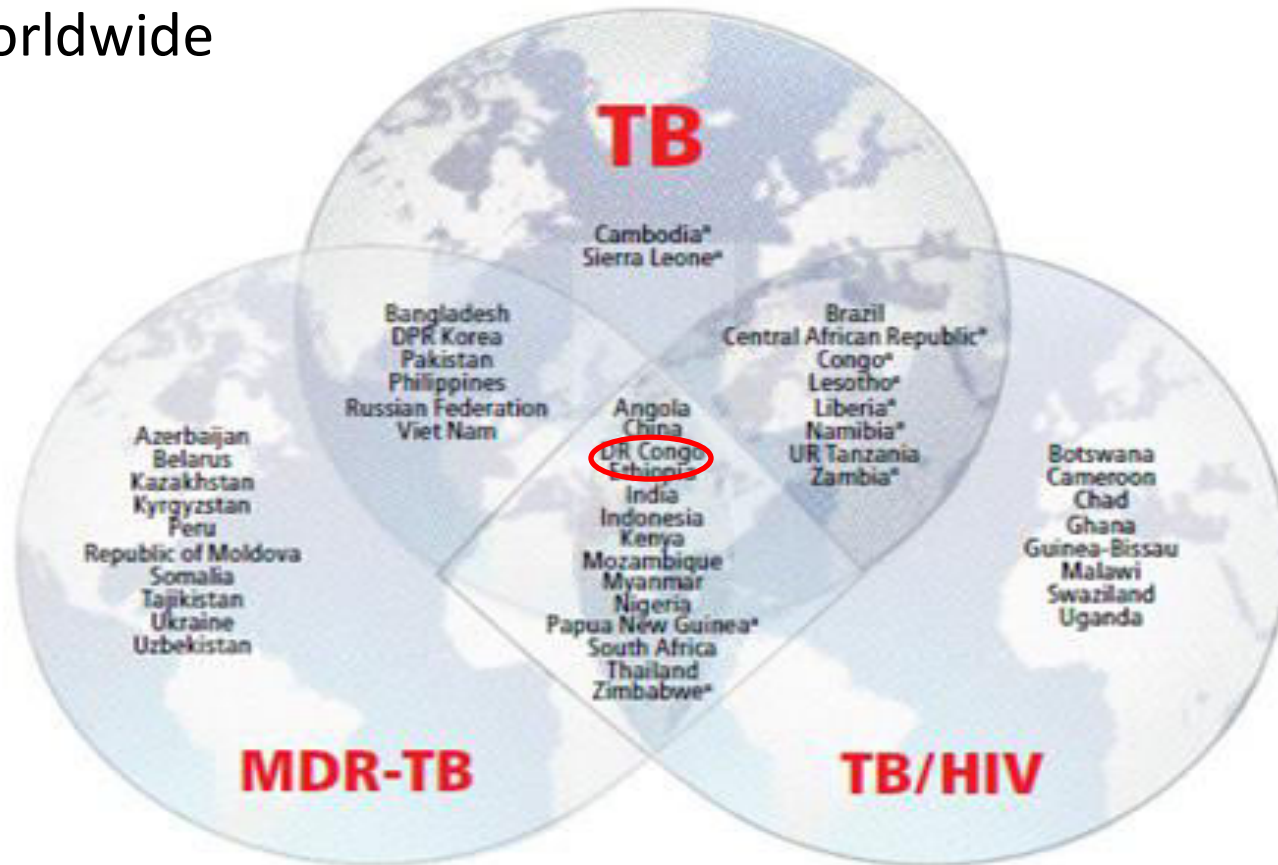 orldwide
TB
Cambodia*
Sierra Leone*
Bangladesh
DPR Korea
Pakistan
Philippines
Russian Federation
Viet Nam
Brazil
Central African Republic*
Congo*
Lesotho*
Liberia*
Namibia*
UR Tanzania
Zambia*
Angola
China
DR Congo
Ethiopia
India
Indonesia
Kenya
Mozambique
Myanmar
Nigeria
Papua New Guinea*
South Africa
Thailand
Zimbabwe*
Azerbaijan
Belarus
Kazakhstan
Kyrgyzstan
Peru
Republic of Moldova
Somalia
Tajikistan
Ukraine
Uzbekistan
Botswana
Cameroon
Chad
Ghana
Guinea-Bissau
Malawi
Swaziland
Uganda
MDR-TB
TB/HIV